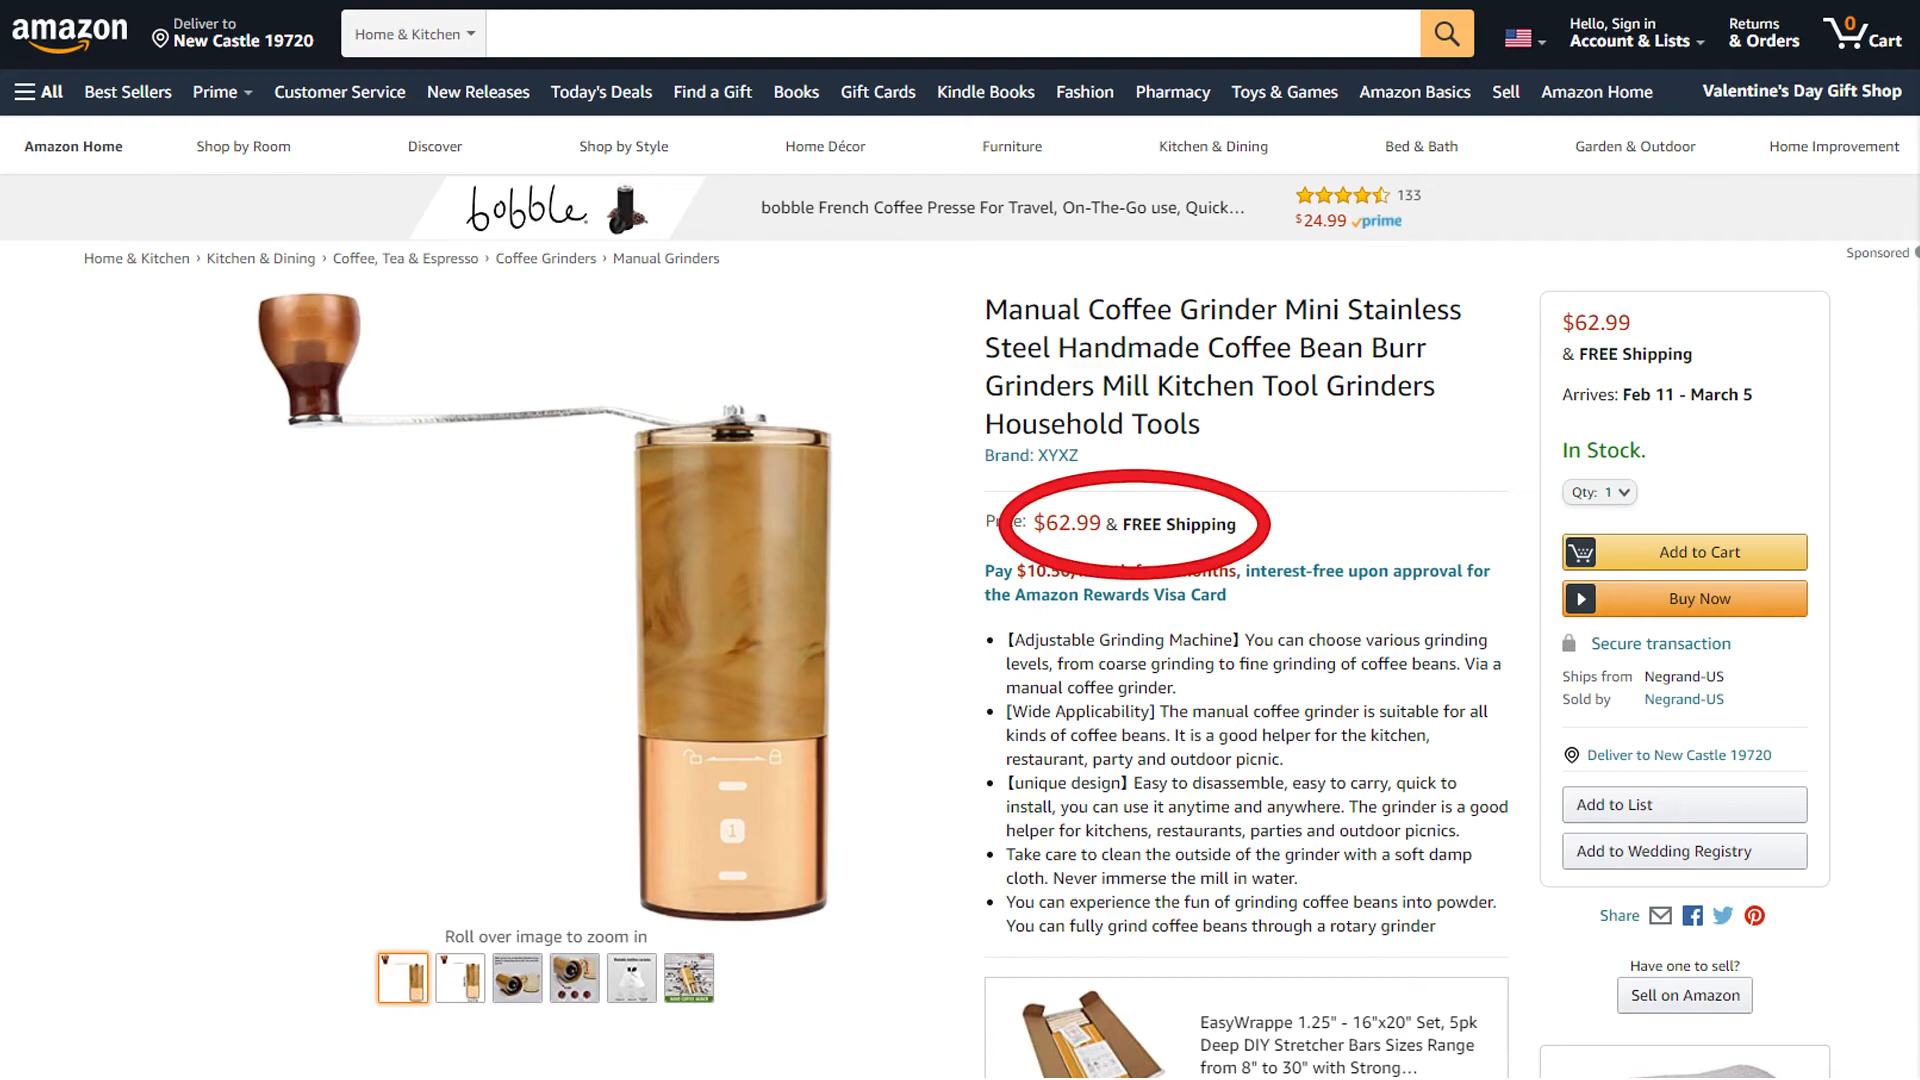 amazon
Deliver to
New Castle 19720
Home & Kitchen
Hello, Sign in
Account & Lists
Returns
& Orders
0
Cart
All
Best Sellers
Prime
Customer Service
New Releases
Today's Deals
Find a Gift
Books
Gift Cards
Kindle Books
Fashion
Pharmacy
Toys & Games
Amazon Basics
Sell
Amazon Home
Valentine's Day Gift Shop
Amazon Home
Shop by Room
Discover
Shop by Style
Home Décor
Furniture
Kitchen & Dining
Bed & Bath
Garden & Outdoor
Home Improvement
bobble
bobble French Coffee Presse For Travel, On-The-Go use, Quick...
133
$24.99 prime
Sponsored
Home & Kitchen › Kitchen & Dining › Coffee, Tea & Espresso › Coffee Grinders › Manual Grinders
1
Roll over image to zoom in
Manual Coffee Grinder Mini Stainless
Steel Handmade Coffee Bean Burr
Grinders Mill Kitchen Tool Grinders
Household Tools
Brand: XYXZ
$62.99 & FREE Shipping
Pay interest-free upon approval for
the Amazon Rewards Visa Card
• 【Adjustable Grinding Machine】You can choose various grinding
levels, from coarse grinding to fine grinding of coffee beans. Via a
manual coffee grinder.
• [Wide Applicability] The manual coffee grinder is suitable for all
kinds of coffee beans. It is a good helper for the kitchen,
restaurant, party and outdoor picnic.
• 【unique design】Easy to disassemble, easy to carry, quick to
install, you can use it anytime and anywhere. The grinder is a good
helper for kitchens, restaurants, parties and outdoor picnics.
• Take care to clean the outside of the grinder with a soft damp
cloth. Never immerse the mill in water.
• You can experience the fun of grinding coffee beans into powder.
You can fully grind coffee beans through a rotary grinder
EasyWrappe 1.25" - 16"x20" Set, 5pk
Deep DIY Stretcher Bars Sizes Range
from 8" to 30" with Strong...
$62.99
& FREE Shipping
Arrives: Feb 11 - March 5
In Stock.
Qty: 1
Add to Cart
Buy Now
Secure transaction
Ships from Negrand-US
Sold by Negrand-US
Deliver to New Castle 19720
Add to List
Add to Wedding Registry
Share
Have one to sell?
Sell on Amazon